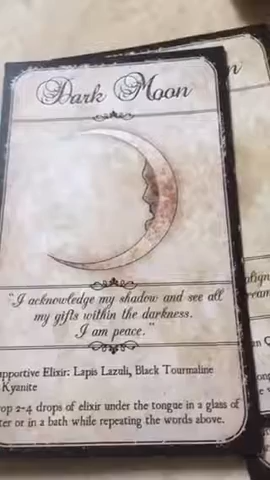 Dark Moon
"I acknowledge my shadow and see all
my gifts within the darkness.
I am peace."
pportive Elixir: Lapis Lazuli, Black Tourmaline
Kyanite
op 2-4 drops of elixir under the tongue in a glass of
ter or in a bath while repeating the words above.
n
align